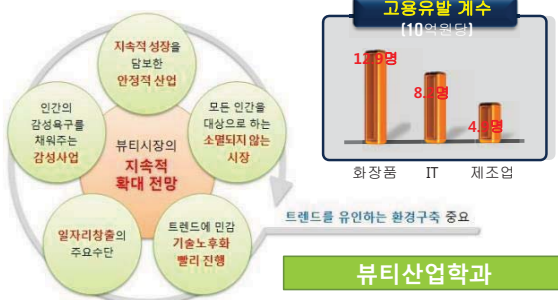 지속적 성장을
담보한
안정적 산업
인간의
감성욕구를
채워주는
감성사업
모든 인간을
대상으로 하는
소멸되지 않는
시장
뷰티시장의
지속적
확대 전망
일자리창출의
주요수단
트렌드에 민감
기술노후화
빨리 진행
고용유발 계수
(10억원당)
12.9명
화장품
IT
제조업
트렌드를 유인하는 환경구축 중요
뷰티산업학과